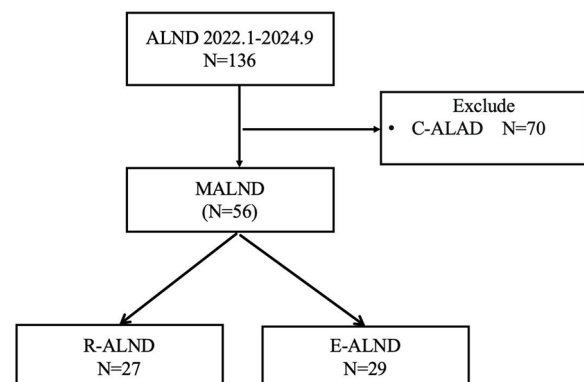 ALND 2022.1-2024.9
N=136
Exclude
• C-ALAD N=70
MALND
(N=56)
R-ALND
N=27
E-ALND
N=29